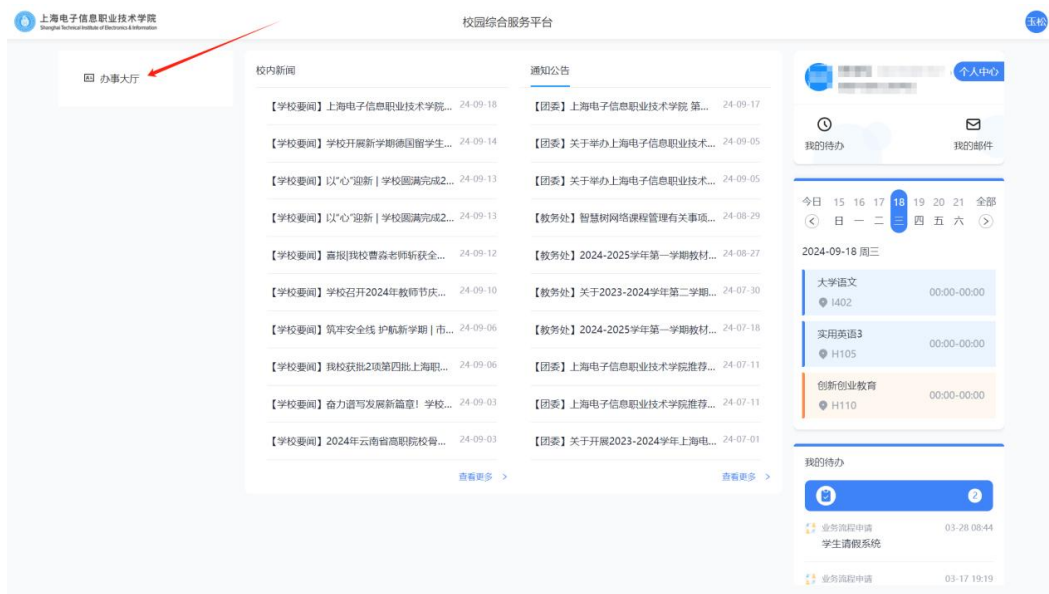 上海电子信息职业技术学院
Shanghai Technical Institute of Electronics & Information
校园综合服务平台
玉松
办事大厅
校内新闻
【学校要闻】上海电子信息职业技术学院... 24-09-18
【学校要闻】学校开展新学期德国留学生... 24-09-14
【学校要闻】以“心”迎新 | 学校圆满完成2... 24-09-13
【学校要闻】以“心”迎新 | 学校圆满完成2... 24-09-13
【学校要闻】喜报|我校曹淼老师斩获全... 24-09-12
【学校要闻】学校召开2024年教师节庆... 24-09-10
【学校要闻】筑牢安全线 护航新学期 | 市... 24-09-06
【学校要闻】我校获批2项第四批上海职... 24-09-06
【学校要闻】奋力谱写发展新篇章！学校... 24-09-03
【学校要闻】2024年云南省高职院校骨... 24-09-03
查看更多 >
通知公告
【团委】上海电子信息职业技术学院 第... 24-09-17
【团委】关于举办上海电子信息职业技术... 24-09-05
【团委】关于举办上海电子信息职业技术... 24-09-05
【教务处】智慧树网络课程管理有关事项... 24-08-29
【教务处】2024-2025学年第一学期教材... 24-08-27
【教务处】关于2023-2024学年第二学期... 24-07-30
【教务处】2024-2025学年第一学期教材... 24-07-18
【团委】上海电子信息职业技术学院推荐... 24-07-11
【团委】上海电子信息职业技术学院推荐... 24-07-11
【团委】关于开展2023-2024学年上海电... 24-07-01
查看更多 >
个人中心
我的待办 我的邮件
今日 15 16 17 18 19 20 21 全部
日 一 二 三 四 五 六
2024-09-18 周三
大学语文
00:00-00:00
I402
实用英语3
00:00-00:00
H105
创新创业教育
00:00-00:00
H110
我的待办
2
业务流程申请 03-28 08:44
学生请假系统
业务流程申请 03-17 19:19